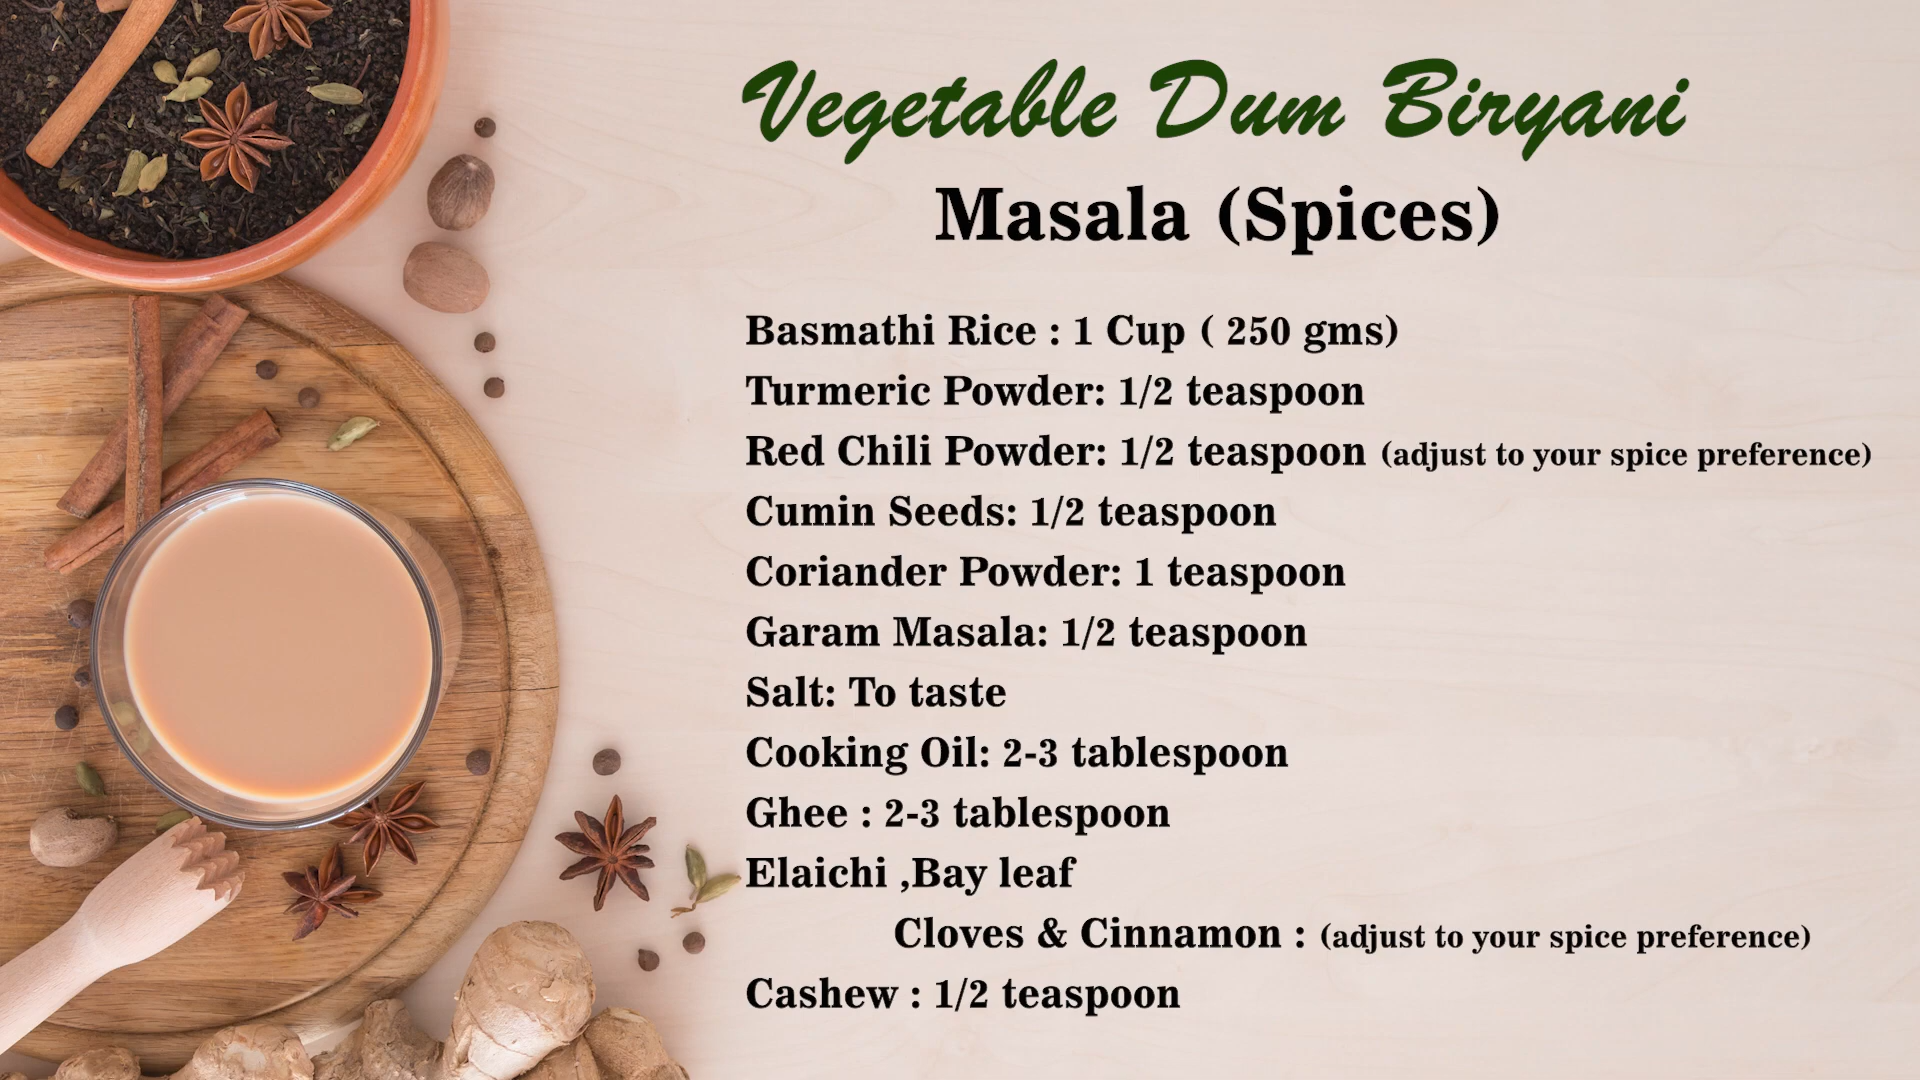 Vegetable Dum Biryani
Masala (Spices)
Basmathi Rice : 1 Cup ( 250 gms)
Turmeric Powder: 1/2 teaspoon
Red Chili Powder: 1/2 teaspoon (adjust to your spice preference)
Cumin Seeds: 1/2 teaspoon
Coriander Powder: 1 teaspoon
Garam Masala: 1/2 teaspoon
Salt: To taste
Cooking Oil: 2-3 tablespoon
Ghee : 2-3 tablespoon
Elaichi ,Bay leaf
Cloves & Cinnamon : (adjust to your spice preference)
Cashew : 1/2 teaspoon